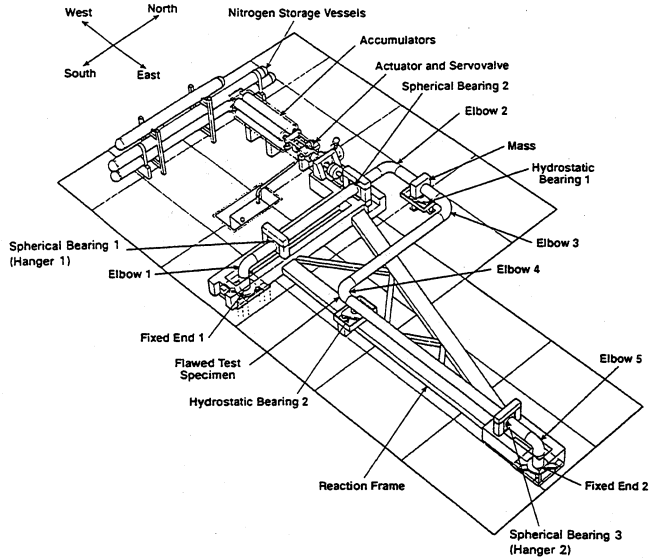 West
North
South
East
Nitrogen Storage Vessels
Accumulators
Actuator and Servovalve
Spherical Bearing 2
Elbow 2
Mass
Hydrostatic
Bearing 1
Elbow 3
Spherical Bearing 1
(Hanger 1)
Elbow 1
Elbow 4
Fixed End 1
Flawed Test
Specimen
Hydrostatic Bearing 2
Elbow 5
Reaction Frame
Fixed End 2
Spherical Bearing 3
(Hanger 2)